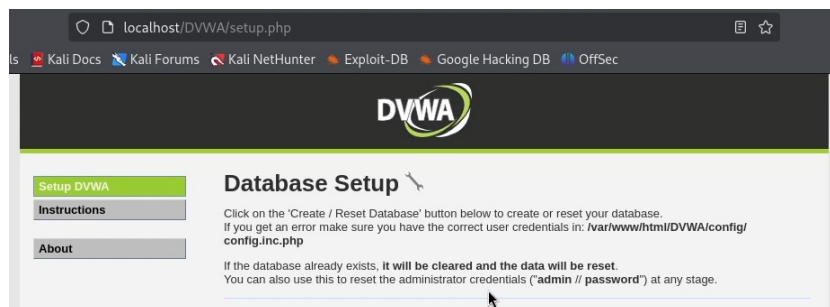 localhost/DVWA/setup.php
ls Kali Docs Kali Forums Kali NetHunter Exploit-DB Google Hacking DB OffSec
DVWA
Setup DVWA
Instructions
About
Database Setup
Click on the 'Create / Reset Database' button below to create or reset your database.
If you get an error make sure you have the correct user credentials in: /var/www/html/DVWA/config/
config.inc.php
If the database already exists, it will be cleared and the data will be reset.
You can also use this to reset the administrator credentials ("admin // password") at any stage.